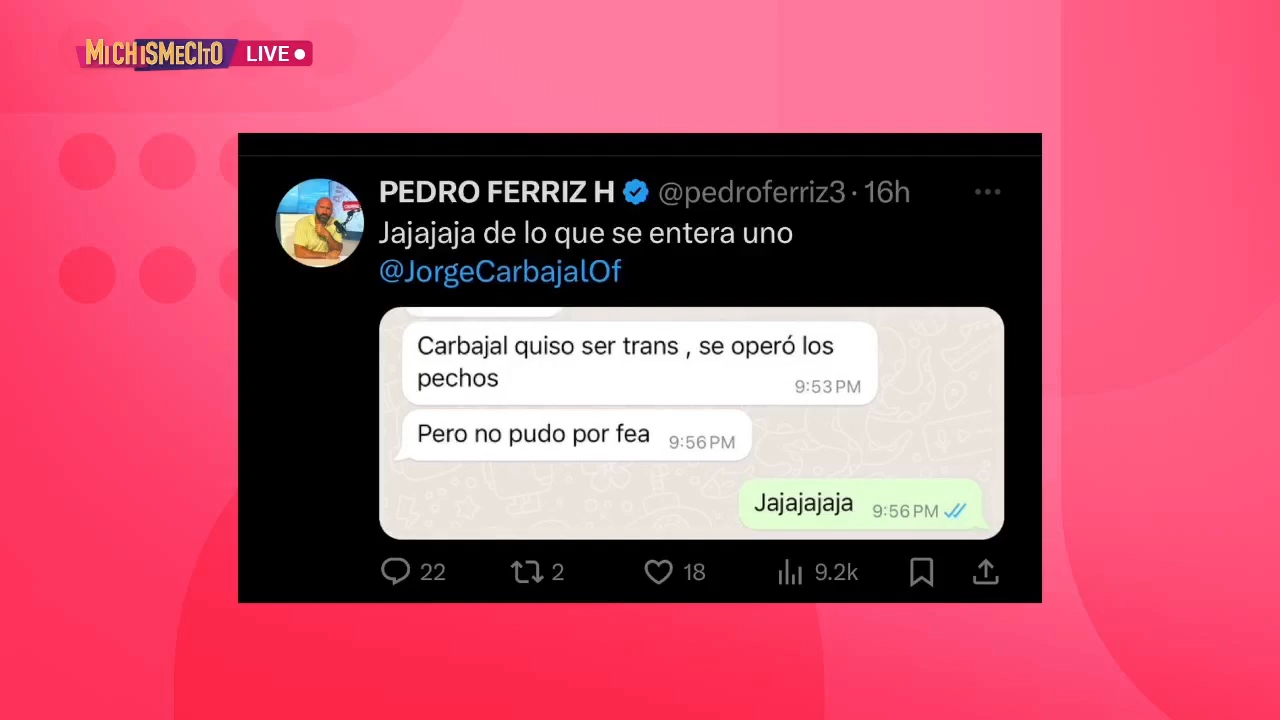 MICHISMECITO LIVE
PEDRO FERRIZ H @pedroferriz3 · 16h
Jajajaja de lo que se entera uno
@JorgeCarbajalOf
Carbajal quiso ser trans , se operó los
pechos
9:53 PM
Pero no pudo por fea 9:56 PM
Jajajajaja 9:56 PM
22 2 18 9.2k